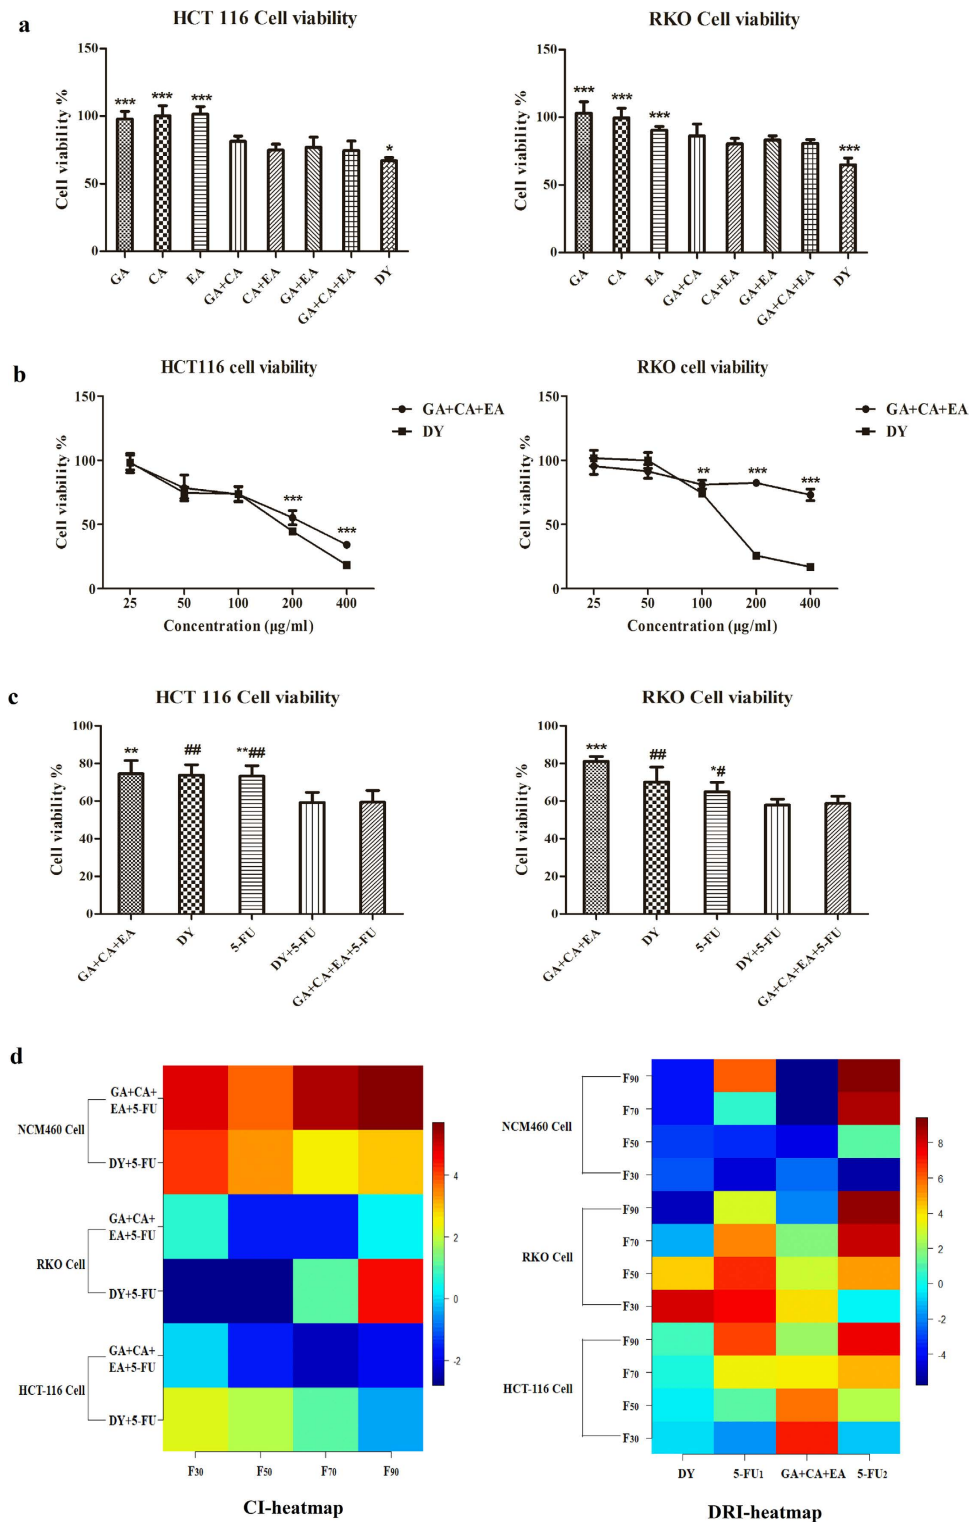 a
HCT 116 Cell viability
Cell viability %
150
100
50
0
***
***
***
*
GA
CA
EA
GA+CA
CA+EA
GA+EA
GA+CA+EA
DY
RKO Cell viability
Cell viability %
150
100
50
0
***
***
***
***
GA
CA
EA
GA+CA
CA+EA
GA+EA
GA+CA+EA
DY
b
HCT116 cell viability
Cell viability %
150
100
50
0
***
***
25 50 100 200 400
Concentration (μg/ml)
GA+CA+EA
DY
RKO cell viability
Cell viability %
150
100
50
0
**
***
***
25 50 100 200 400
Concentration (μg/ml)
GA+CA+EA
DY
c
HCT 116 Cell viability
Cell viability %
100
80
60
40
20
0
**
##
**##
GA+CA+EA
DY
5-FU
DY+5-FU
GA+CA+EA+5-FU
RKO Cell viability
Cell viability %
100
80
60
40
20
0
***
##
*#
GA+CA+EA
DY
5-FU
DY+5-FU
GA+CA+EA+5-FU
d
NCM460 Cell
GA+CA+
EA+5-FU
DY+5-FU
RKO Cell
GA+CA+
EA+5-FU
DY+5-FU
HCT-116 Cell
GA+CA+
EA+5-FU
DY+5-FU
F30 F50 F70 F90
4
2
0
-2
CI-heatmap
NCM460 Cell
F90
F70
F50
F30
RKO Cell
F90
F70
F50
F30
HCT-116 Cell
F90
F70
F50
F30
DY 5-FU1 GA+CA+EA 5-FU2
8
6
4
2
0
-2
-4
DRI-heatmap